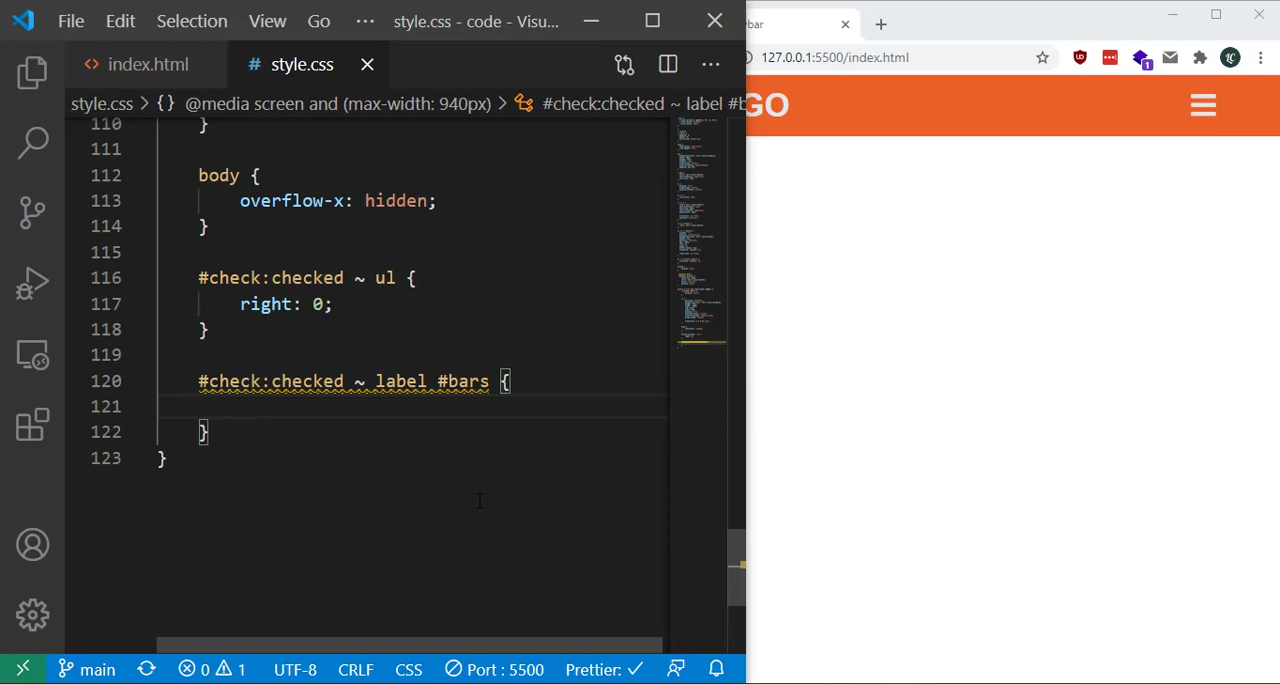 File Edit Selection View Go ··· style.css - code - Visu...
<> index.html # style.css
style.css > {} @media screen and (max-width: 940px) > #check:checked ~ label #b
110 }
111
112 body {
113 overflow-x: hidden;
114 }
115
116 #check:checked ~ ul {
117 right: 0;
118 }
119
120 #check:checked ~ label #bars {
121
122 }
123 }
main 0 1 UTF-8 CRLF CSS Port : 5500 Prettier: ✓
vbar
127.0.0.1:5500/index.html
1
GO